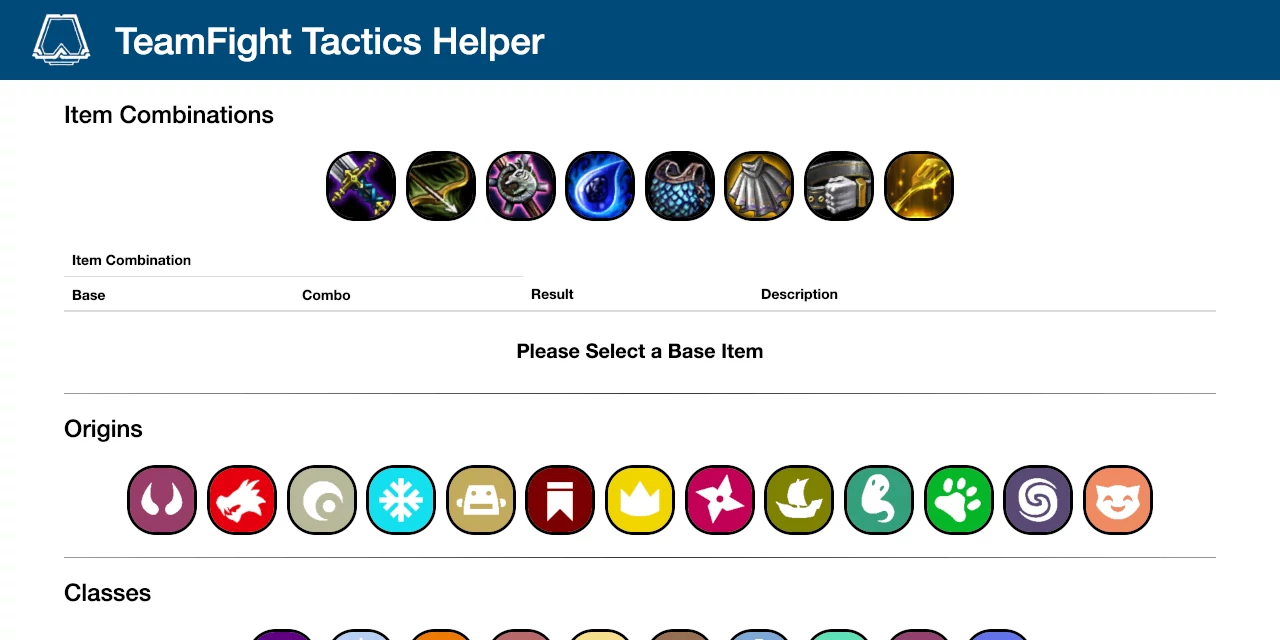 TeamFight Tactics Helper
Item Combinations
Item Combination
Base Combo Result Description
Please Select a Base Item
Origins
Classes